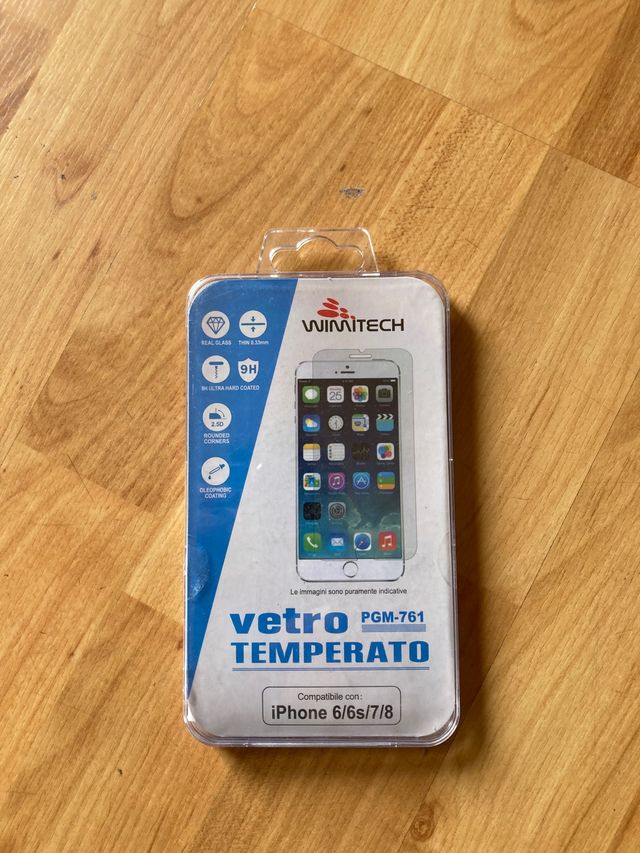 WIMITECH
REAL GLASS
THIN 0.33mm
9H
9H ULTRA HARD COATED
2.5D
ROUNDED
CORNERS
OLEOPHOBIC
COATING
25
Le immagini sono puramente indicative
vetro PGM-761
TEMPERATO
Compatibile con:
iPhone 6/6s/7/8